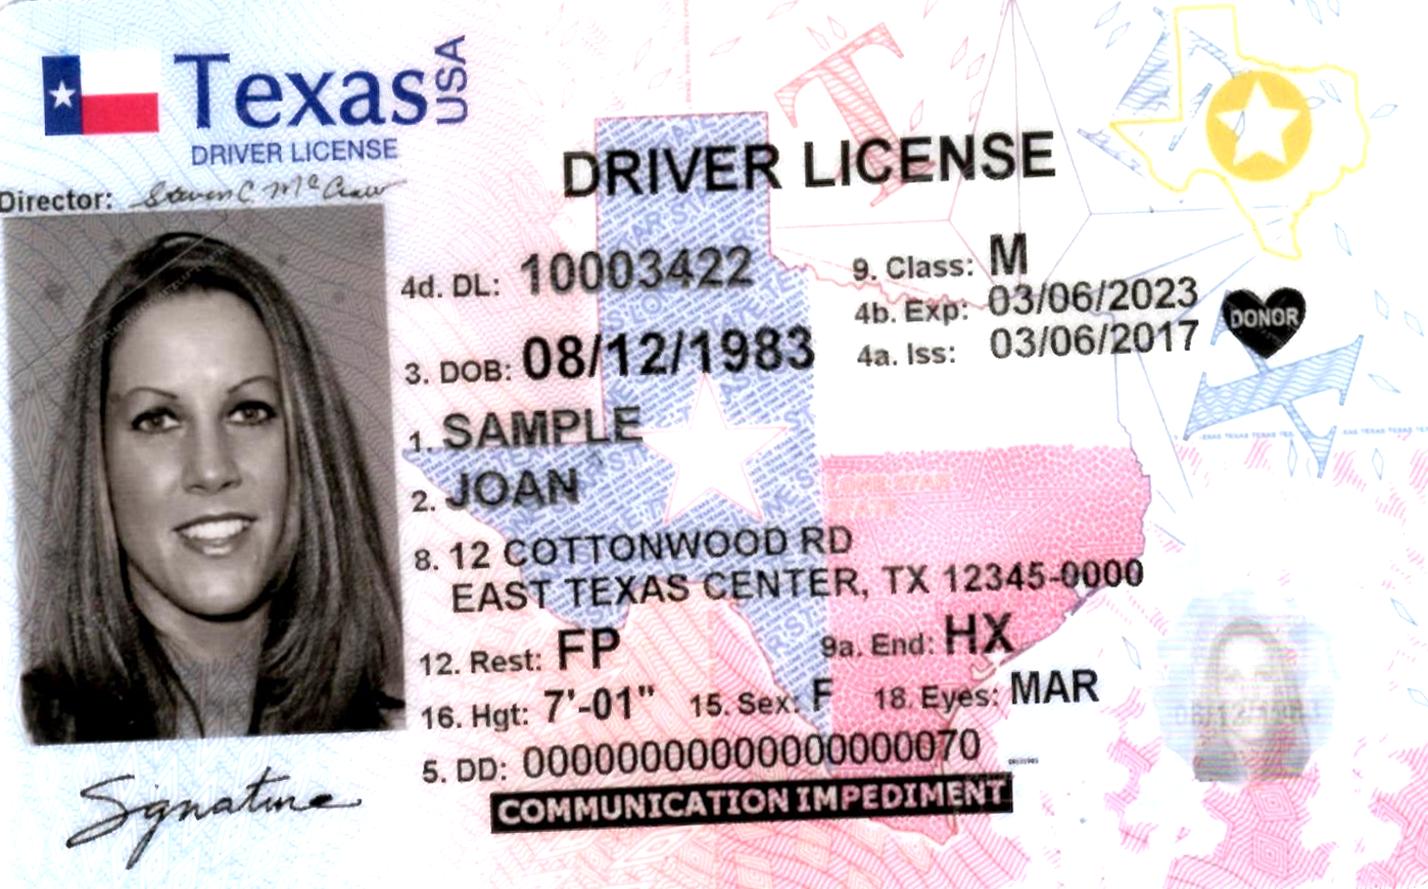 Texas USA
DRIVER LICENSE
DRIVER LICENSE
Director: Steven C McCraw
4d. DL: 10003422
9. Class: M
4b. Exp: 03/06/2023
4a. Iss: 03/06/2017
DONOR
3. DOB: 08/12/1983
1. SAMPLE
2. JOAN
8. 12 COTTONWOOD RD
EAST TEXAS CENTER, TX 12345-0000
12. Rest: FP
9a. End: HX
16. Hgt: 7'-01" 15. Sex: F 18. Eyes: MAR
5. DD: 00000000000000000070
COMMUNICATION IMPEDIMENT
Signature